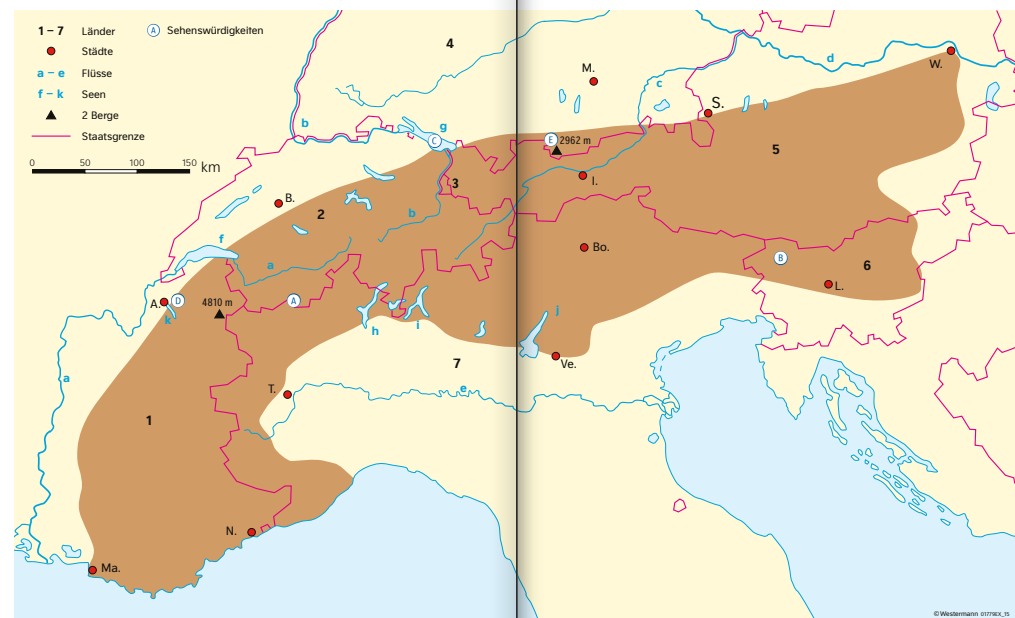 1 – 7 Länder
A Sehenswürdigkeiten
Städte
a – e Flüsse
f – k Seen
2 Berge
Staatsgrenze
0 50 100 150 km
4
d
W.
M.
c
S.
b
g
C
E
2962 m
5
3
I.
B.
2
b
f
a
Bo.
B
6
L.
A.
D
4810 m
A
k
h
i
j
7
Ve.
a
T.
e
1
N.
Ma.
© Westermann 01779EX_15